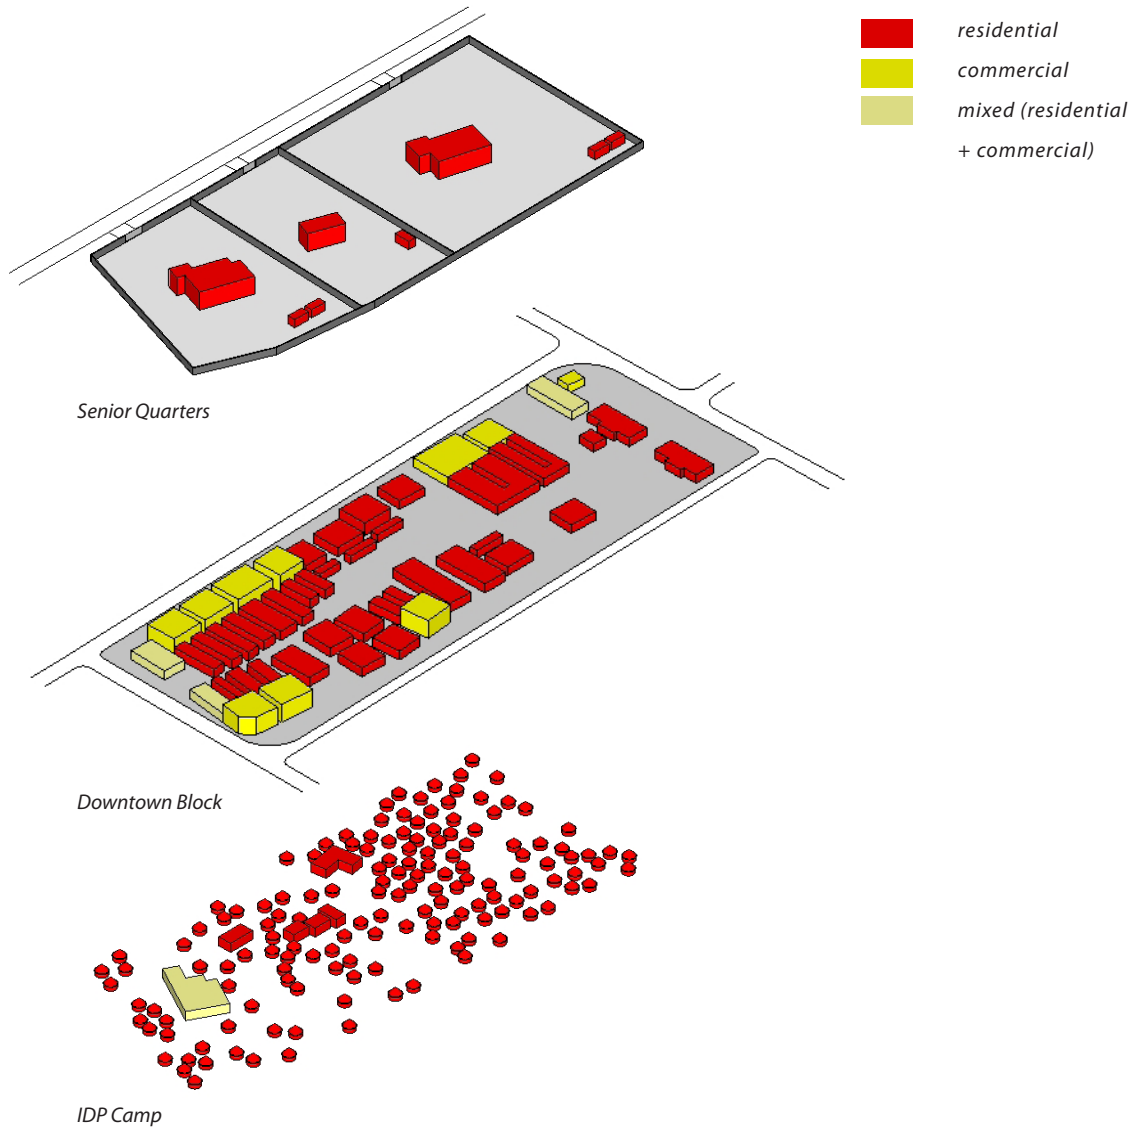 residential
commercial
mixed (residential
+ commercial)
Senior Quarters
Downtown Block
IDP Camp